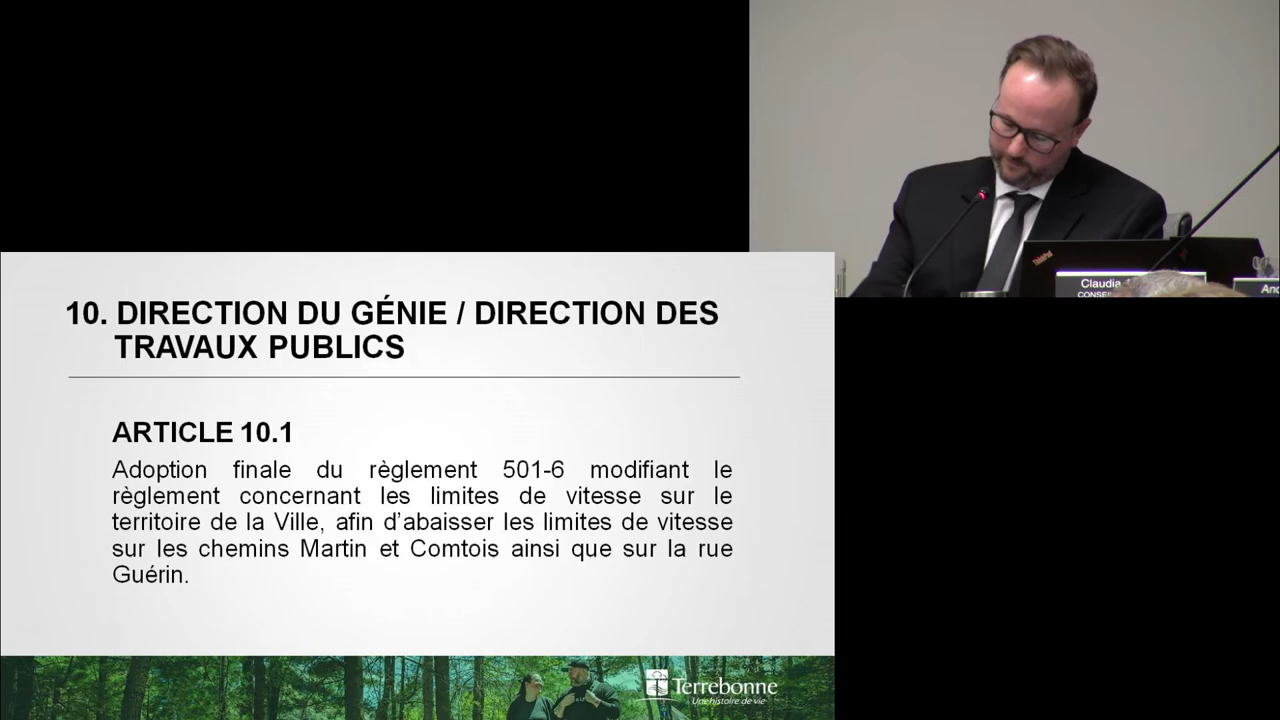 ThinkPad
Claudia
10. DIRECTION DU GÉNIE / DIRECTION DES
TRAVAUX PUBLICS
ARTICLE 10.1
Adoption finale du règlement 501-6 modifiant le
règlement concernant les limites de vitesse sur le
territoire de la Ville, afin d’abaisser les limites de vitesse
sur les chemins Martin et Comtois ainsi que sur la rue
Guérin.
Terrebonne
Une histoire de vie